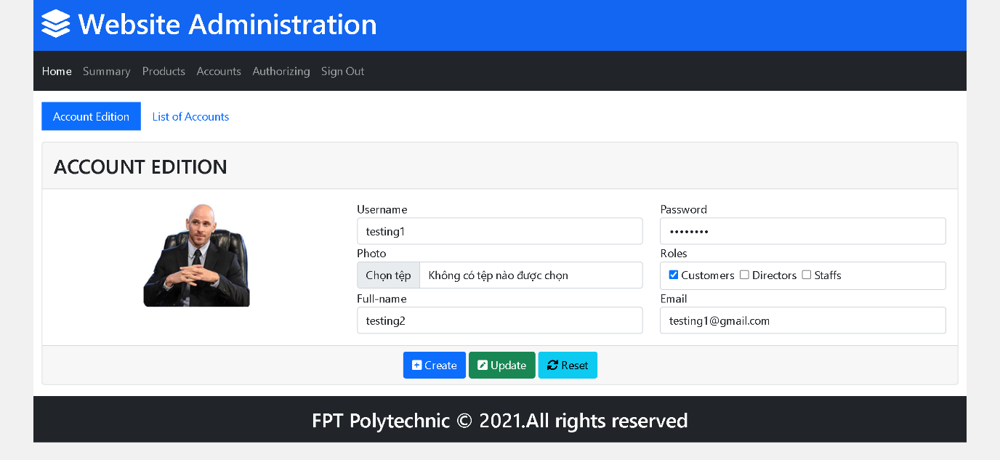 Website Administration
Home Summary Products Accounts Authorizing Sign Out
Account Edition List of Accounts
ACCOUNT EDITION
Username Password
testing1 ••••••••
Photo Roles
Chọn tệp Không có tệp nào được chọn Customers Directors Staffs
Full-name Email
testing2 testing1@gmail.com
Create Update Reset
FPT Polytechnic © 2021.All rights reserved